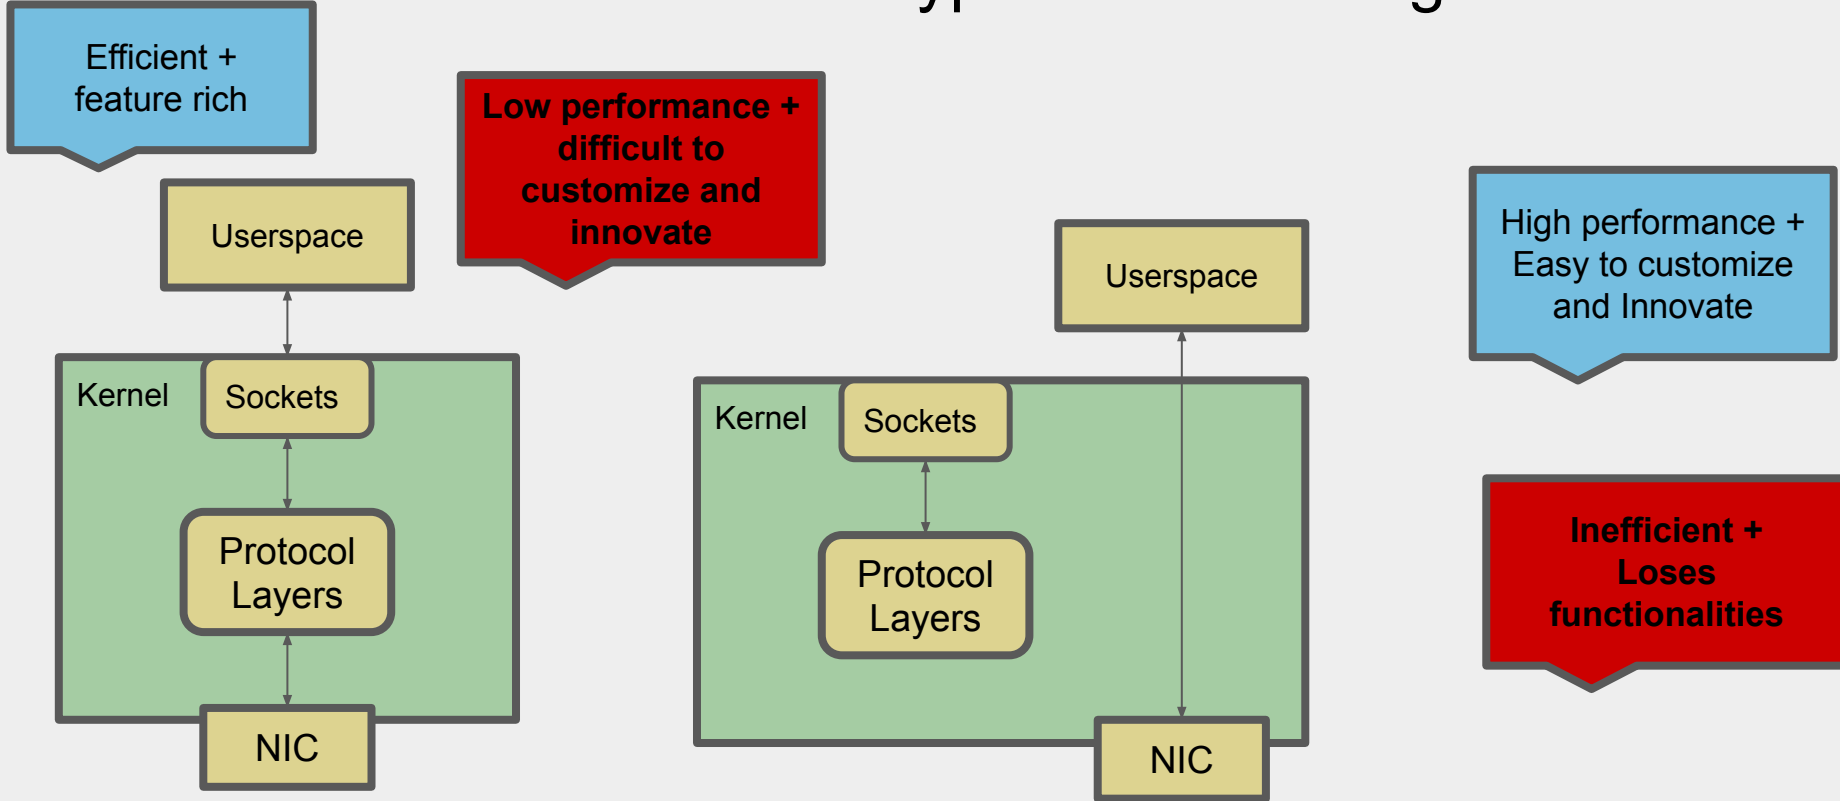 Efficient +
feature rich
Low performance +
difficult to
customize and
innovate
Userspace
Kernel
Sockets
Protocol
Layers
NIC
Userspace
Kernel
Sockets
Protocol
Layers
NIC
High performance +
Easy to customize
and Innovate
Inefficient +
Loses
functionalities